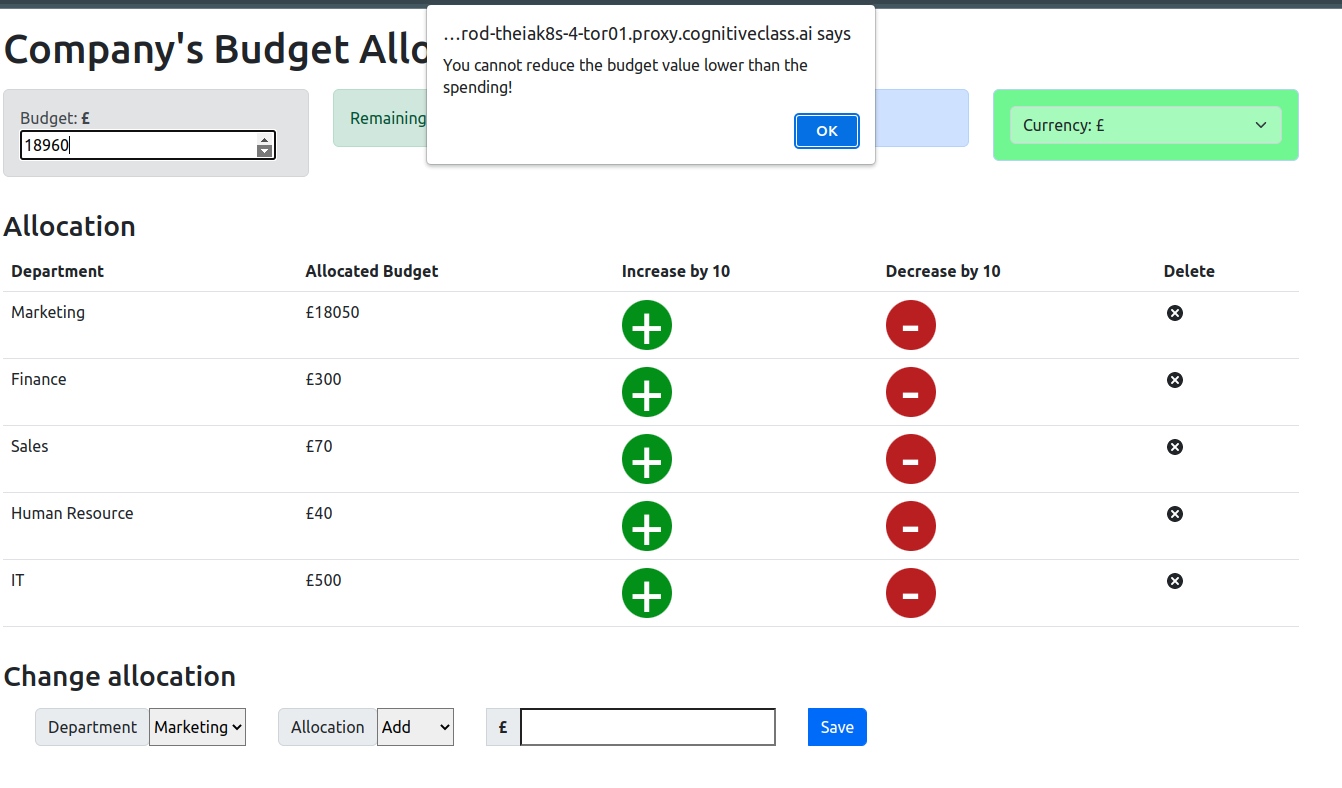 Company's Budget Allo
...rod-theiak8s-4-tor01.proxy.cognitiveclass.ai says
You cannot reduce the budget value lower than the
spending!
OK
Budget: £
18960
Remaining
Currency: £
Allocation
Department Allocated Budget Increase by 10 Decrease by 10 Delete
Marketing £18050 + -
Finance £300 + -
Sales £70 + -
Human Resource £40 + -
IT £500 + -
Change allocation
Department Marketing Allocation Add £ Save